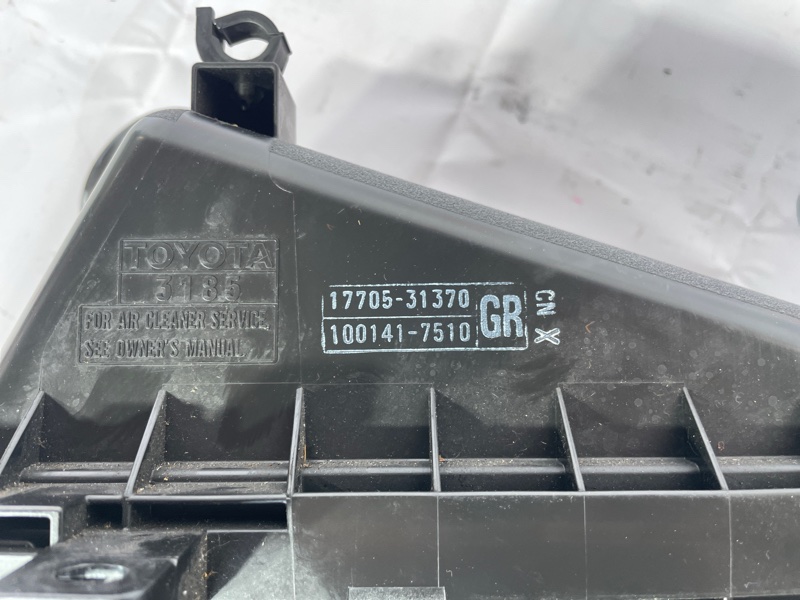 TOYOTA
3185
FOR AIR CLEANER SERVICE,
SEE OWNER'S MANUAL.
17705-31370
100141-7510
GR
CN X